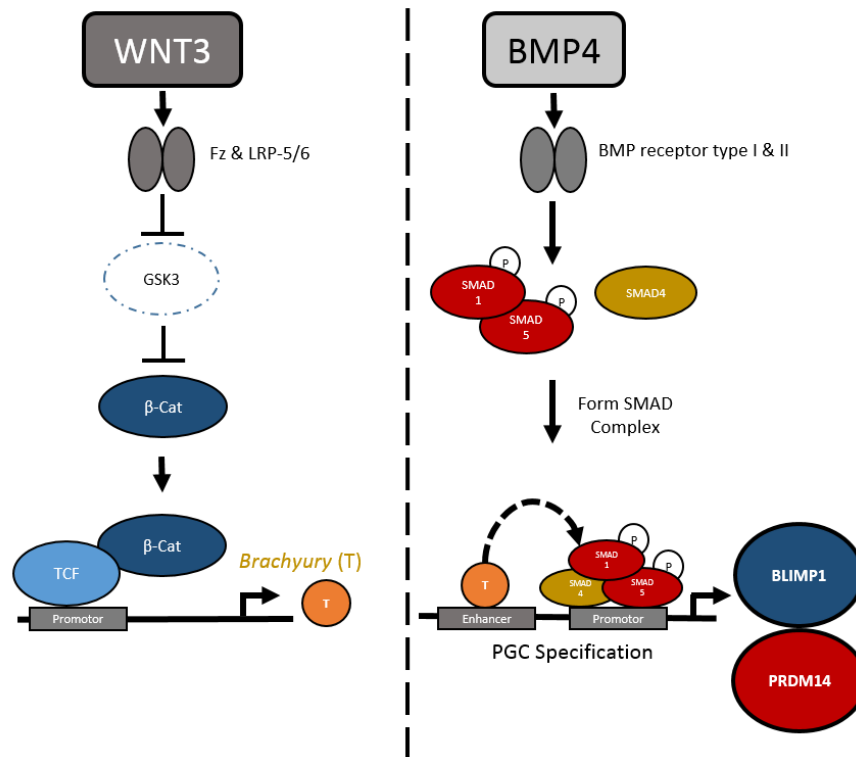 WNT3
Fz & LRP-5/6
GSK3
β-Cat
β-Cat
TCF
Promotor
Brachyury (T)
T
BMP4
BMP receptor type I & II
P
SMAD
1
P
SMAD
5
SMAD4
Form SMAD
Complex
P
SMAD
1
P
T
SMAD
4
SMAD
5
Enhancer
Promotor
PGC Specification
BLIMP1
PRDM14